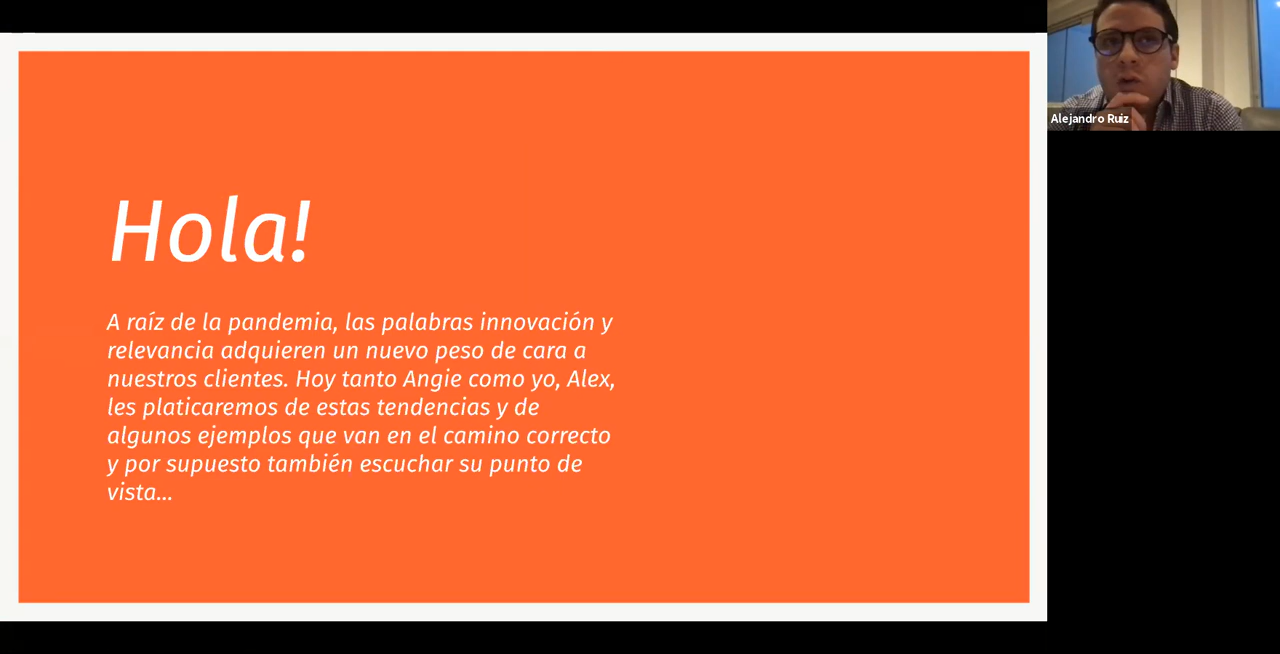 Hola!
A raíz de la pandemia, las palabras innovación y
relevancia adquieren un nuevo peso de cara a
nuestros clientes. Hoy tanto Angie como yo, Alex,
les platicaremos de estas tendencias y de
algunos ejemplos que van en el camino correcto
y por supuesto también escuchar su punto de
vista...
Alejandro Ruiz